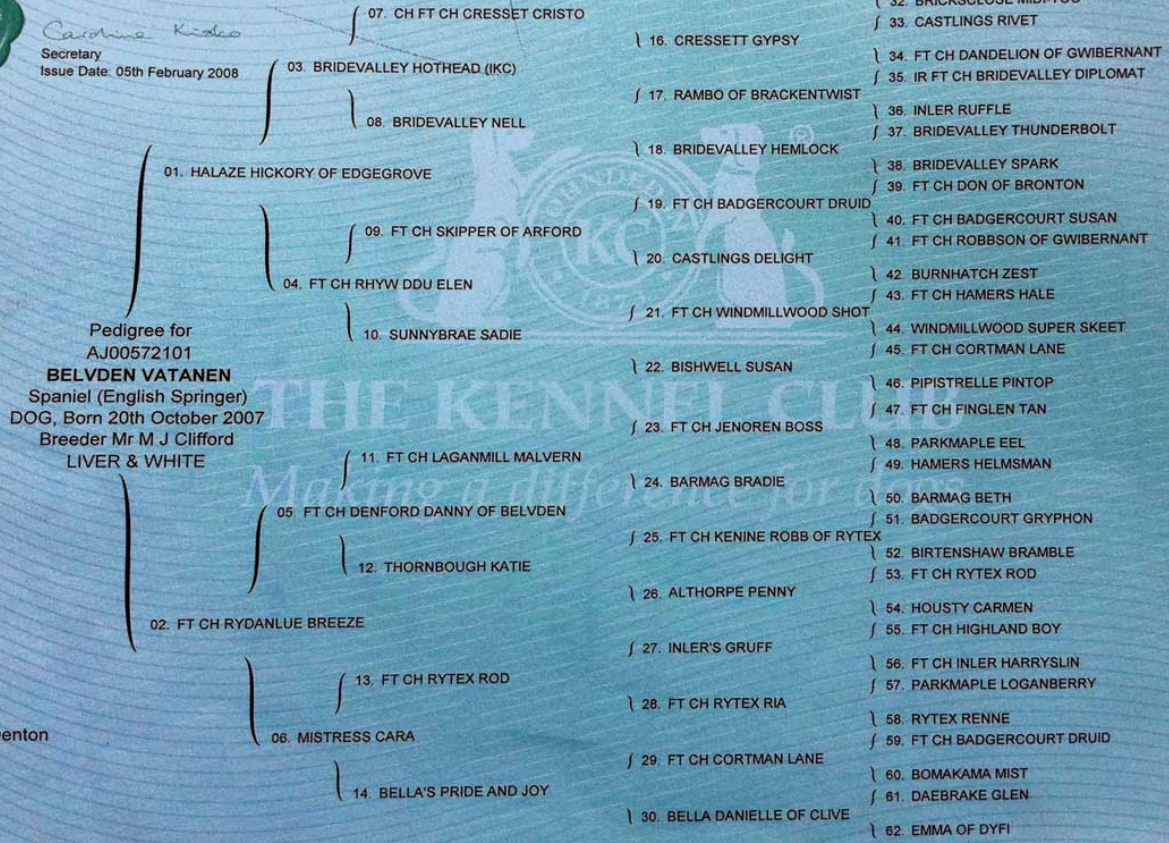 Caroline Kisko
Secretary
Issue Date: 05th February 2008
Pedigree for
AJ00572101
BELVDEN VATANEN
Spaniel (English Springer)
DOG, Born 20th October 2007
Breeder Mr M J Clifford
LIVER & WHITE
enton
01. HALAZE HICKORY OF EDGEGROVE
02. FT CH RYDANLUE BREEZE
03. BRIDEVALLEY HOTHEAD (IKC)
04. FT CH RHYW DDU ELEN
05 FT CH DENFORD DANNY OF BELVDEN
06. MISTRESS CARA
07. CH FT CH CRESSET CRISTO
08. BRIDEVALLEY NELL
09. FT CH SKIPPER OF ARFORD
10. SUNNYBRAE SADIE
11. FT CH LAGANMILL MALVERN
12. THORNBOUGH KATIE
13. FT CH RYTEX ROD
14. BELLA'S PRIDE AND JOY
16. CRESSETT GYPSY
17. RAMBO OF BRACKENTWIST
18. BRIDEVALLEY HEMLOCK
19. FT CH BADGERCOURT DRUID
20. CASTLINGS DELIGHT
21. FT CH WINDMILLWOOD SHOT
22. BISHWELL SUSAN
23. FT CH JENOREN BOSS
24. BARMAG BRADIE
25. FT CH KENINE ROBB OF RYTEX
26. ALTHORPE PENNY
27. INLER'S GRUFF
28. FT CH RYTEX RIA
29. FT CH CORTMAN LANE
30. BELLA DANIELLE OF CLIVE
32. BRICKSCLOSE
33. CASTLINGS RIVET
34. FT CH DANDELION OF GWIBERNANT
35. IR FT CH BRIDEVALLEY DIPLOMAT
36. INLER RUFFLE
37. BRIDEVALLEY THUNDERBOLT
38. BRIDEVALLEY SPARK
39. FT CH DON OF BRONTON
40. FT CH BADGERCOURT SUSAN
41. FT CH ROBBSON OF GWIBERNANT
42. BURNHATCH ZEST
43. FT CH HAMERS HALE
44. WINDMILLWOOD SUPER SKEET
45. FT CH CORTMAN LANE
46. PIPISTRELLE PINTOP
47. FT CH FINGLEN TAN
48. PARKMAPLE EEL
49. HAMERS HELMSMAN
50. BARMAG BETH
51. BADGERCOURT GRYPHON
52. BIRTENSHAW BRAMBLE
53. FT CH RYTEX ROD
54. HOUSTY CARMEN
55. FT CH HIGHLAND BOY
56. FT CH INLER HARRYSLIN
57. PARKMAPLE LOGANBERRY
58. RYTEX RENNE
59. FT CH BADGERCOURT DRUID
60. BOMAKAMA MIST
61. DAEBRAKE GLEN
62. EMMA OF DYFI
FOUNDED IN
KC
®
THE KENNEL CLUB
Making a difference for dogs